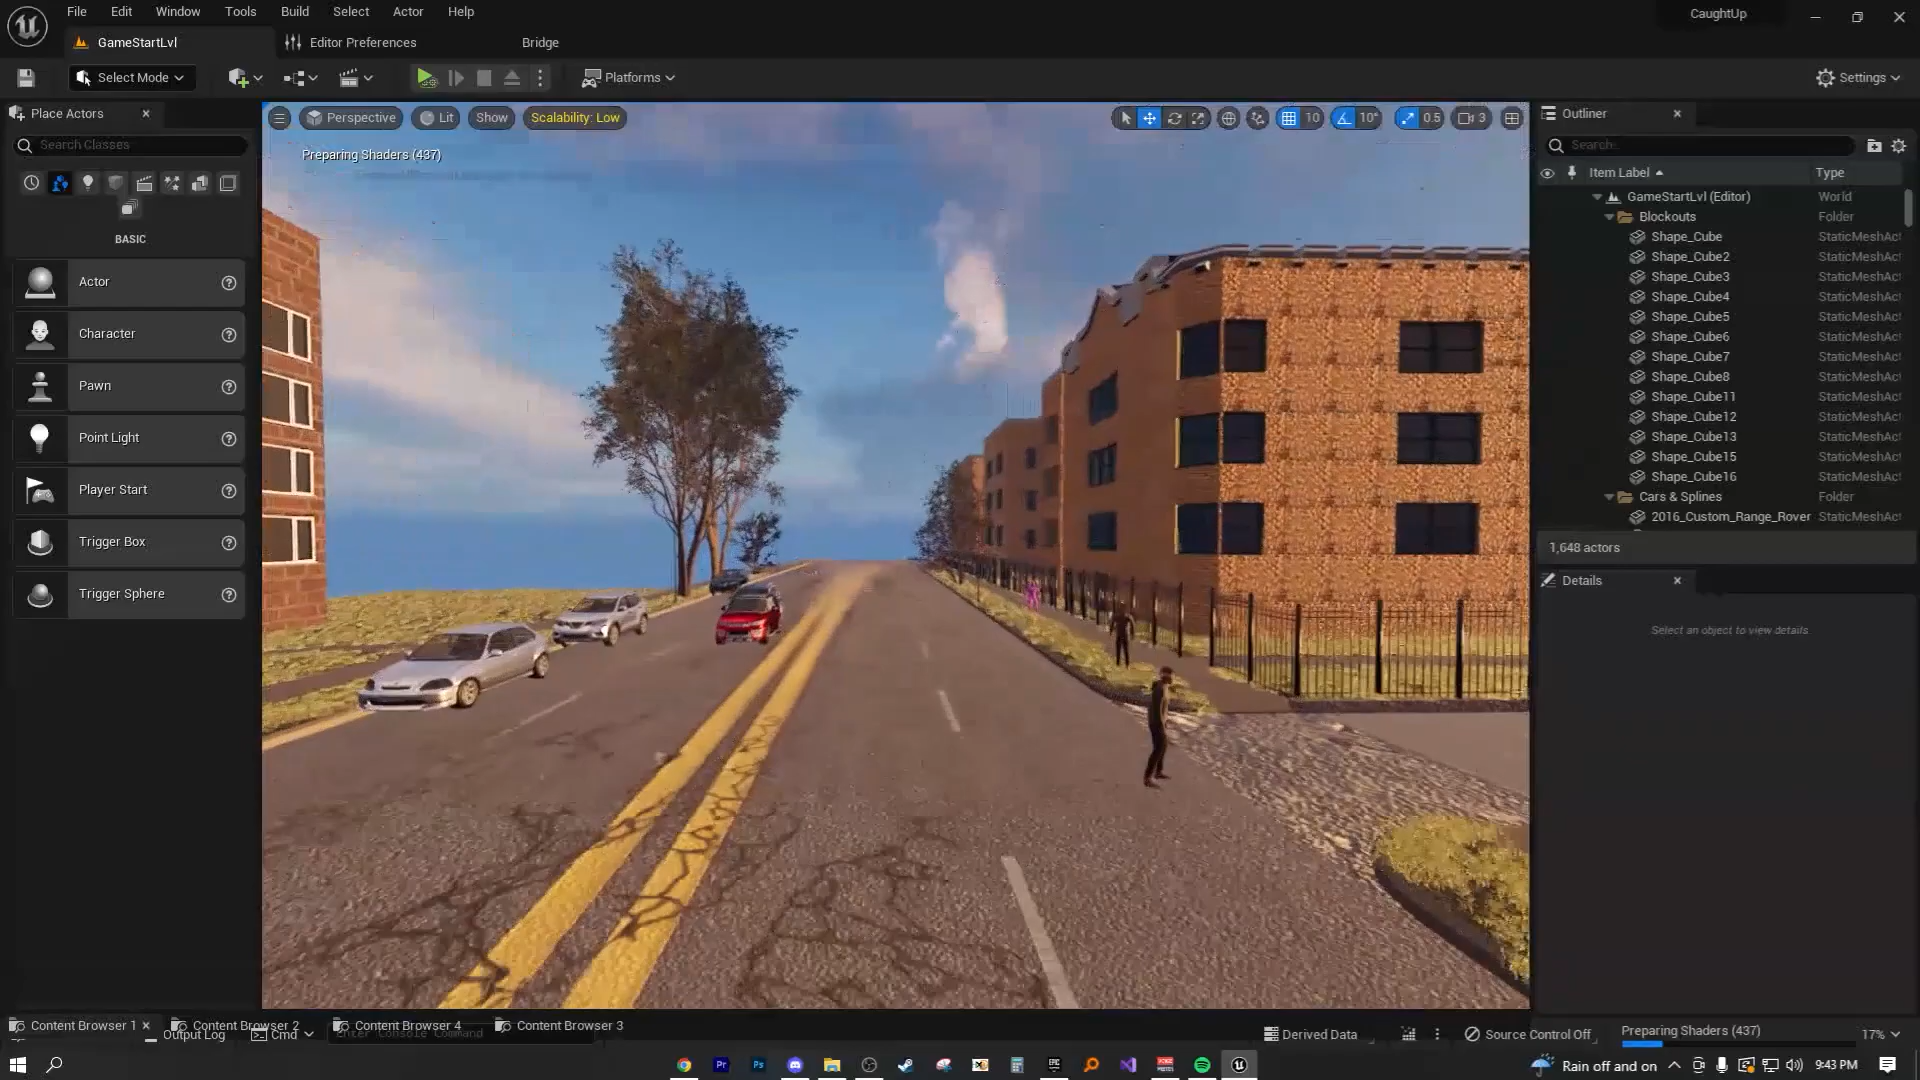 File Edit Window Tools Build Select Actor Help
CaughtUp
GameStartLvl
Editor Preferences
Bridge
Select Mode
Platforms
Settings
Place Actors
Search Classes
BASIC
Actor
Character
Pawn
Point Light
Player Start
Trigger Box
Trigger Sphere
Perspective
Lit
Show
Scalability: Low
10
10°
0.5
3
Preparing Shaders (437)
Outliner
Search...
Item Label
Type
GameStartLvl (Editor) World
Blockouts Folder
Shape_Cube StaticMeshAct
Shape_Cube2 StaticMeshAct
Shape_Cube3 StaticMeshAct
Shape_Cube4 StaticMeshAct
Shape_Cube5 StaticMeshAct
Shape_Cube6 StaticMeshAct
Shape_Cube7 StaticMeshAct
Shape_Cube8 StaticMeshAct
Shape_Cube11 StaticMeshAct
Shape_Cube12 StaticMeshAct
Shape_Cube13 StaticMeshAct
Shape_Cube15 StaticMeshAct
Shape_Cube16 StaticMeshAct
Cars & Splines Folder
2016_Custom_Range_Rover StaticMeshAct
1,648 actors
Details
Select an object to view details
Content Browser 1
Content Browser 2
Content Browser 4
Content Browser 3
Output Log
Cmd
Enter Console Command
Derived Data
Source Control Off
Preparing Shaders (437)
17%
Pr
Ps
EPIC
Rain off and on
9:43 PM